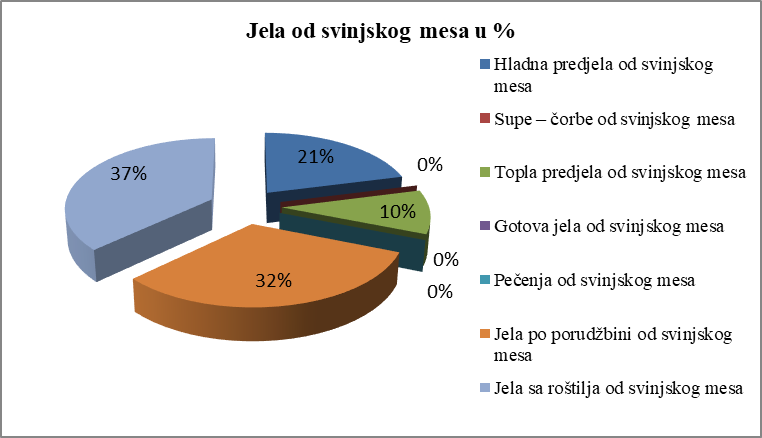 Jela od svinjskog mesa u %
Hladna predjela od svinjskog
mesa
Supe – čorbe od svinjskog mesa
Topla predjela od svinjskog mesa
Gotova jela od svinjskog mesa
Pečenja od svinjskog mesa
Jela po porudžbini od svinjskog
mesa
Jela sa roštilja od svinjskog mesa
21%
0%
10%
0%
0%
32%
37%